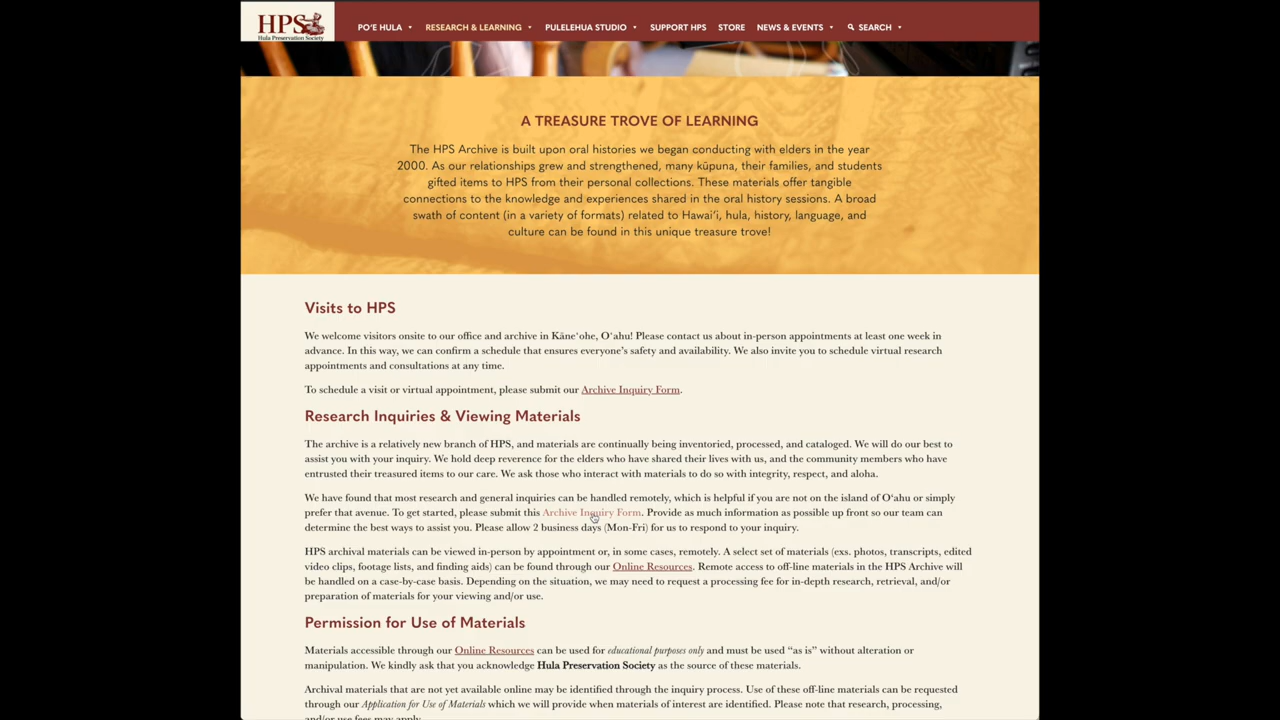 HPS
Hula Preservation Society
PO‘E HULA RESEARCH & LEARNING PULELEHUA STUDIO SUPPORT HPS STORE NEWS & EVENTS SEARCH
A TREASURE TROVE OF LEARNING
The HPS Archive is built upon oral histories we began conducting with elders in the year
2000. As our relationships grew and strengthened, many kūpuna, their families, and students
gifted items to HPS from their personal collections. These materials offer tangible
connections to the knowledge and experiences shared in the oral history sessions. A broad
swath of content (in a variety of formats) related to Hawai‘i, hula, history, language, and
culture can be found in this unique treasure trove!
Visits to HPS
We welcome visitors onsite to our office and archive in Kāne‘ohe, O‘ahu! Please contact us about in-person appointments at least one week in
advance. In this way, we can confirm a schedule that ensures everyone’s safety and availability. We also invite you to schedule virtual research
appointments and consultations at any time.
To schedule a visit or virtual appointment, please submit our Archive Inquiry Form.
Research Inquiries & Viewing Materials
The archive is a relatively new branch of HPS, and materials are continually being inventoried, processed, and cataloged. We will do our best to
assist you with your inquiry. We hold deep reverence for the elders who have shared their lives with us, and the community members who have
entrusted their treasured items to our care. We ask those who interact with materials to do so with integrity, respect, and aloha.
We have found that most research and general inquiries can be handled remotely, which is helpful if you are not on the island of O‘ahu or simply
prefer that avenue. To get started, please submit this Archive Inquiry Form. Provide as much information as possible up front so our team can
determine the best ways to assist you. Please allow 2 business days (Mon-Fri) for us to respond to your inquiry.
HPS archival materials can be viewed in-person by appointment or, in some cases, remotely. A select set of materials (exs. photos, transcripts, edited
video clips, footage lists, and finding aids) can be found through our Online Resources. Remote access to off-line materials in the HPS Archive will
be handled on a case-by-case basis. Depending on the situation, we may need to request a processing fee for in-depth research, retrieval, and/or
preparation of materials for your viewing and/or use.
Permission for Use of Materials
Materials accessible through our Online Resources can be used for educational purposes only and must be used “as is” without alteration or
manipulation. We kindly ask that you acknowledge Hula Preservation Society as the source of these materials.
Archival materials that are not yet available online may be identified through the inquiry process. Use of these off-line materials can be requested
through our Application for Use of Materials which we will provide when materials of interest are identified. Please note that research, processing,
and/or use fees may apply.